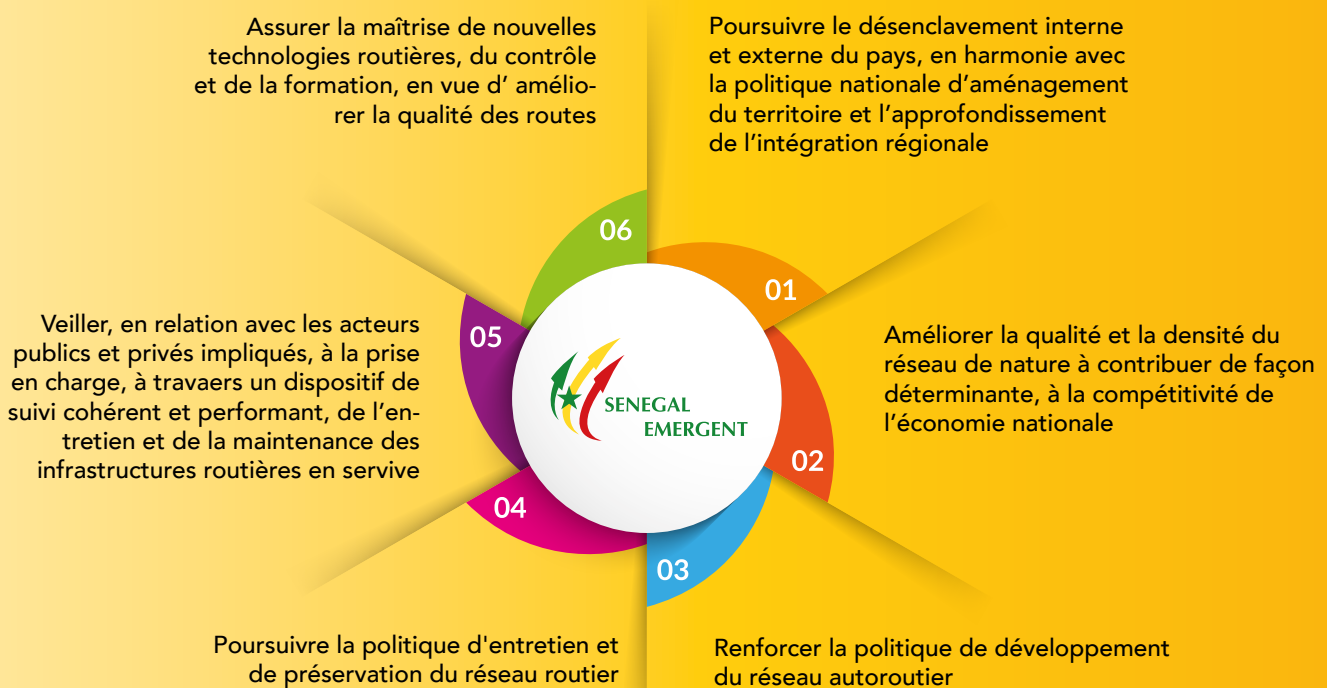 Assurer la maîtrise de nouvelles
technologies routières, du contrôle
et de la formation, en vue d' amélio-
rer la qualité des routes
06
Poursuivre le désenclavement interne
et externe du pays, en harmonie avec
la politique nationale d'aménagement
du territoire et l'approfondissement
de l'intégration régionale
01
Veiller, en relation avec les acteurs
publics et privés impliqués, à la prise
en charge, à travaers un dispositif de
suivi cohérent et performant, de l'en-
tretien et de la maintenance des
infrastructures routières en servive
05
SENEGAL
EMERGENT
Améliorer la qualité et la densité du
réseau de nature à contribuer de façon
déterminante, à la compétitivité de
l'économie nationale
02
04
Poursuivre la politique d'entretien et
de préservation du réseau routier
03
Renforcer la politique de développement
du réseau autoroutier